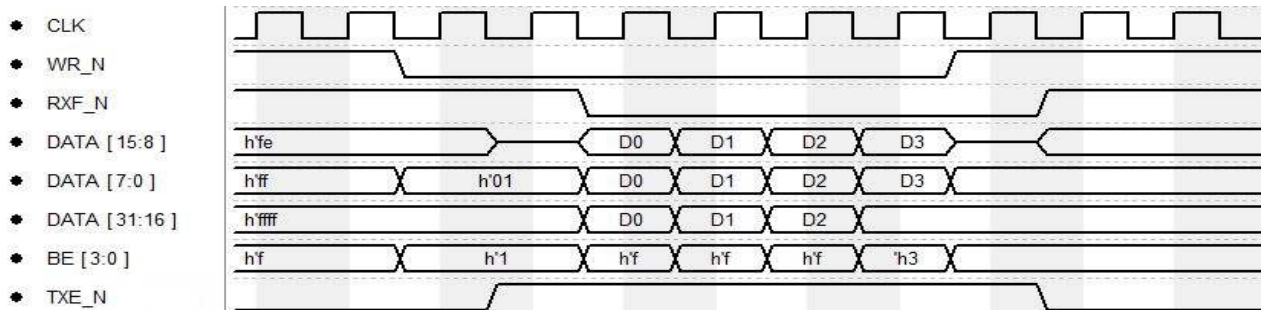 CLK
WR_N
RXF_N
DATA [ 15:8 ] h'fe D0 D1 D2 D3
DATA [7:0 ] h'ff h'01 D0 D1 D2 D3
DATA [31:16 ] h'ffff D0 D1 D2
BE [ 3:0 ] h'f h'1 h'f h'f h'f 'h3
TXE_N